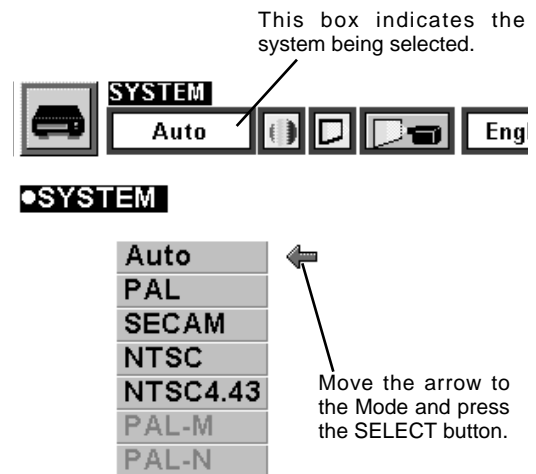 This box indicates the
system being selected.
SYSTEM
Auto
Engl
●SYSTEM
Auto
PAL
SECAM
NTSC
NTSC4.43
PAL-M
PAL-N
Move the arrow to
the Mode and press
the SELECT button.